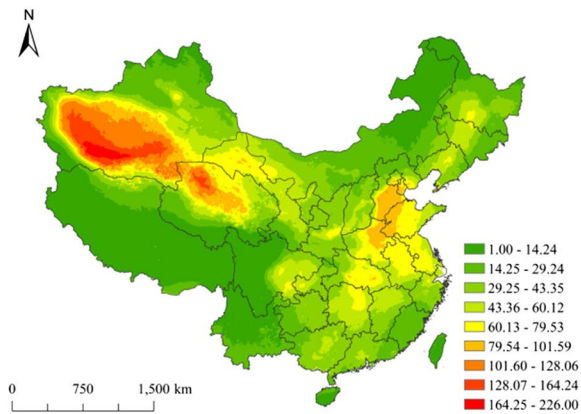 N
1.00 - 14.24
14.25 - 29.24
29.25 - 43.35
43.36 - 60.12
60.13 - 79.53
79.54 - 101.59
101.60 - 128.06
128.07 - 164.24
164.25 - 226.00
0 750 1,500 km